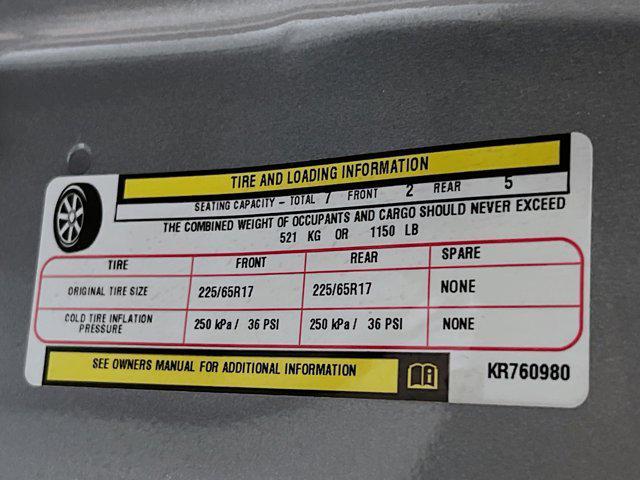 TIRE AND LOADING INFORMATION
SEATING CAPACITY - TOTAL 7 FRONT 2 REAR 5
THE COMBINED WEIGHT OF OCCUPANTS AND CARGO SHOULD NEVER EXCEED
521 KG OR 1150 LB
TIRE FRONT REAR SPARE
ORIGINAL TIRE SIZE 225/65R17 225/65R17 NONE
COLD TIRE INFLATION
PRESSURE 250 kPa / 36 PSI 250 kPa / 36 PSI NONE
SEE OWNERS MANUAL FOR ADDITIONAL INFORMATION
KR760980